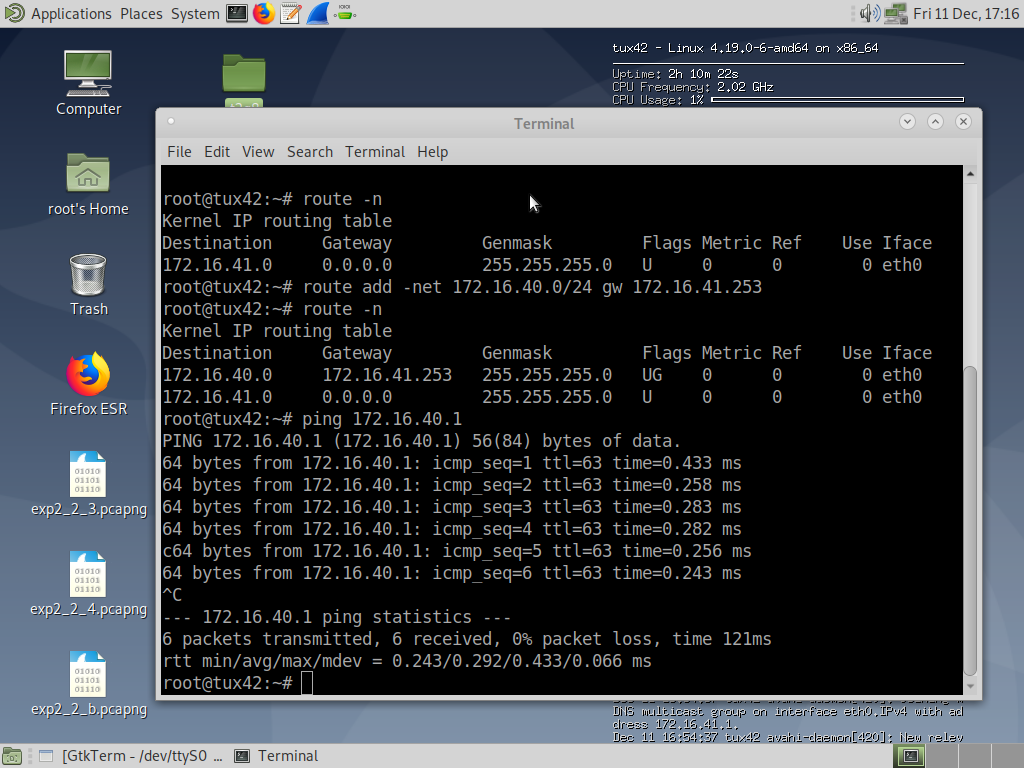 Applications Places System Fri 11 Dec, 17:16
tux42 - Linux 4.19.0-6-amd64 on x86_64
Uptime: 2h 10m 22s
CPU Frequency: 2.02 GHz
CPU Usage: 1%
Computer
root's Home
Trash
Firefox ESR
exp2_2_3.pcapng
exp2_2_4.pcapng
exp2_2_b.pcapng
Terminal
File Edit View Search Terminal Help
root@tux42:~# route -n
Kernel IP routing table
Destination Gateway Genmask Flags Metric Ref Use Iface
172.16.41.0 0.0.0.0 255.255.255.0 U 0 0 0 eth0
root@tux42:~# route add -net 172.16.40.0/24 gw 172.16.41.253
root@tux42:~# route -n
Kernel IP routing table
Destination Gateway Genmask Flags Metric Ref Use Iface
172.16.40.0 172.16.41.253 255.255.255.0 UG 0 0 0 eth0
172.16.41.0 0.0.0.0 255.255.255.0 U 0 0 0 eth0
root@tux42:~# ping 172.16.40.1
PING 172.16.40.1 (172.16.40.1) 56(84) bytes of data.
64 bytes from 172.16.40.1: icmp_seq=1 ttl=63 time=0.433 ms
64 bytes from 172.16.40.1: icmp_seq=2 ttl=63 time=0.258 ms
64 bytes from 172.16.40.1: icmp_seq=3 ttl=63 time=0.283 ms
64 bytes from 172.16.40.1: icmp_seq=4 ttl=63 time=0.282 ms
c64 bytes from 172.16.40.1: icmp_seq=5 ttl=63 time=0.256 ms
64 bytes from 172.16.40.1: icmp_seq=6 ttl=63 time=0.243 ms
^C
--- 172.16.40.1 ping statistics ---
6 packets transmitted, 6 received, 0% packet loss, time 121ms
rtt min/avg/max/mdev = 0.243/0.292/0.433/0.066 ms
root@tux42:~#
DNS multicast group on interface eth0.IPv4 with ad
dress 172.16.41.1.
Dec 11 16:54:37 tux42 avahi-daemon[420]: New relev
[GtkTerm - /dev/ttyS0 ... Terminal